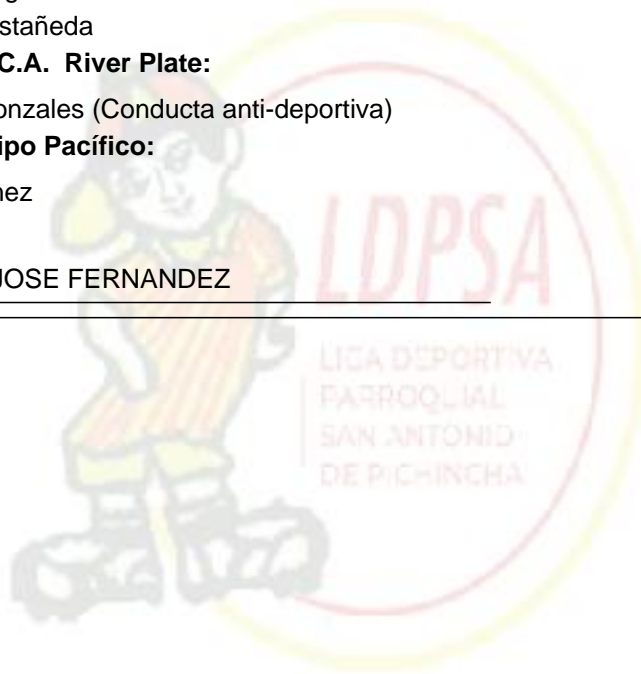 stañeda
C.A. River Plate:
onzales (Conducta anti-deportiva)
ipo Pacífico:
nez
JOSE FERNANDEZ
LDPSA
LIGA DEPORTIVA
PARROQUIAL
SAN ANTONIO
DE PICHINCHA